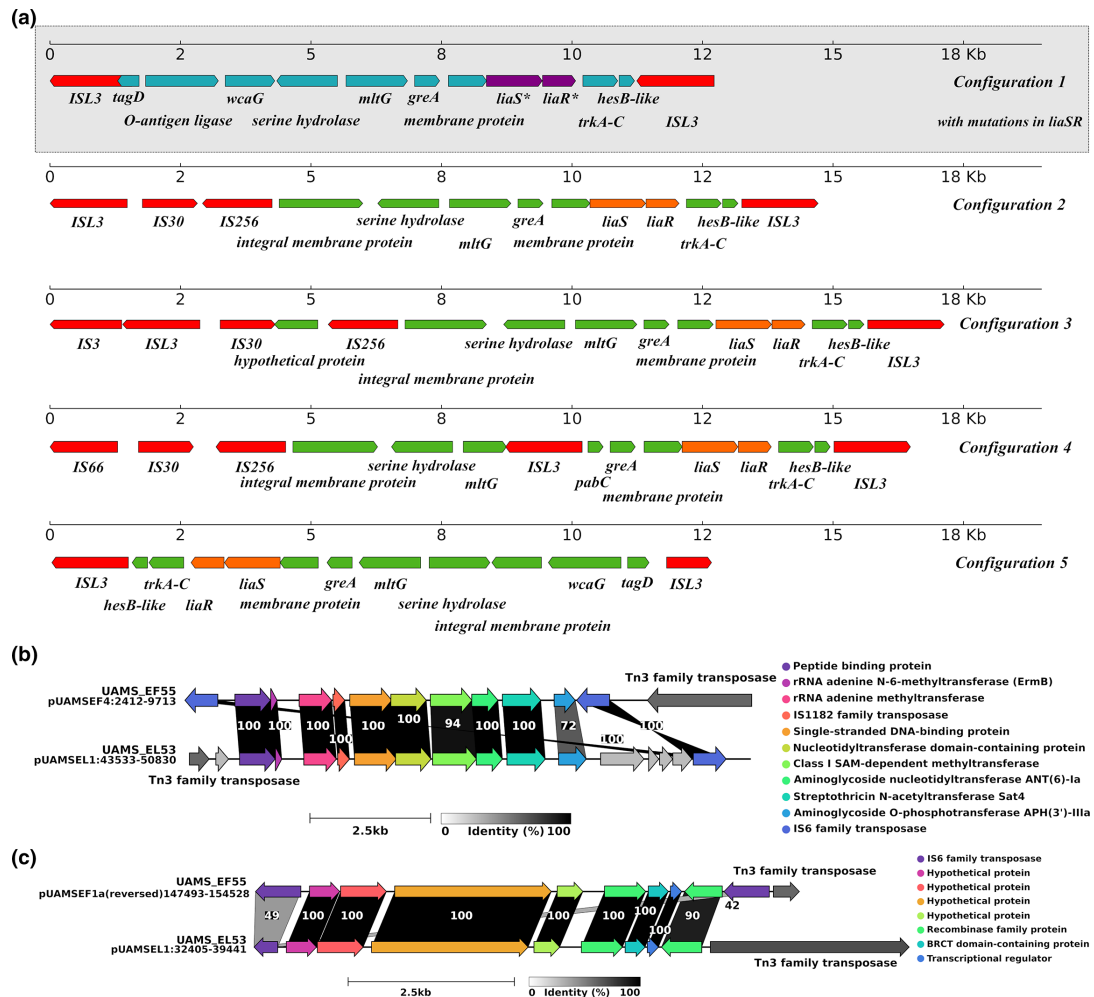 (a)
0 2 5 8 10 12 15 18 Kb
Configuration 1
ISL3 tagD wcaG mltG greA liaS* liaR* hesB-like
O-antigen ligase serine hydrolase membrane protein trkA-C ISL3 with mutations in liaSR
0 2 5 8 10 12 15 18 Kb
Configuration 2
ISL3 IS30 IS256 serine hydrolase greA liaS liaR hesB-like ISL3
integral membrane protein mltG membrane protein trkA-C
0 2 5 8 10 12 15 18 Kb
Configuration 3
IS3 ISL3 IS30 IS256 serine hydrolase mltG greA liaS liaR hesB-like
hypothetical protein membrane protein trkA-C ISL3
integral membrane protein
0 2 5 8 10 12 15 18 Kb
Configuration 4
IS66 IS30 IS256 serine hydrolase ISL3 greA liaS liaR hesB-like
integral membrane protein mltG pabC trkA-C ISL3
membrane protein
0 2 5 8 10 12 15 18 Kb
Configuration 5
ISL3 trkA-C liaS greA mltG wcaG tagD ISL3
hesB-like liaR membrane protein serine hydrolase
integral membrane protein
(b)
UAMS_EF55
pUAMSEF4:2412-9713
Tn3 family transposase
100 100 100 100 100 100 94 100 100 72 100 100
UAMS_EL53
pUAMSEL1:43533-50830
Tn3 family transposase
2.5kb
0 Identity (%) 100
Peptide binding protein
rRNA adenine N-6-methyltransferase (ErmB)
rRNA adenine methyltransferase
IS1182 family transposase
Single-stranded DNA-binding protein
Nucleotidyltransferase domain-containing protein
Class I SAM-dependent methyltransferase
Aminoglycoside nucleotidyltransferase ANT(6)-Ia
Streptothricin N-acetyltransferase Sat4
Aminoglycoside O-phosphotransferase APH(3')-IIIa
IS6 family transposase
(c)
Tn3 family transposase
UAMS_EF55
pUAMSEF1a(reversed)147493-154528
49 100 100 100 100 100 100 100 90 42
UAMS_EL53
pUAMSEL1:32405-39441
Tn3 family transposase
2.5kb
0 Identity (%) 100
IS6 family transposase
Hypothetical protein
Hypothetical protein
Hypothetical protein
Hypothetical protein
Recombinase family protein
BRCT domain-containing protein
Transcriptional regulator